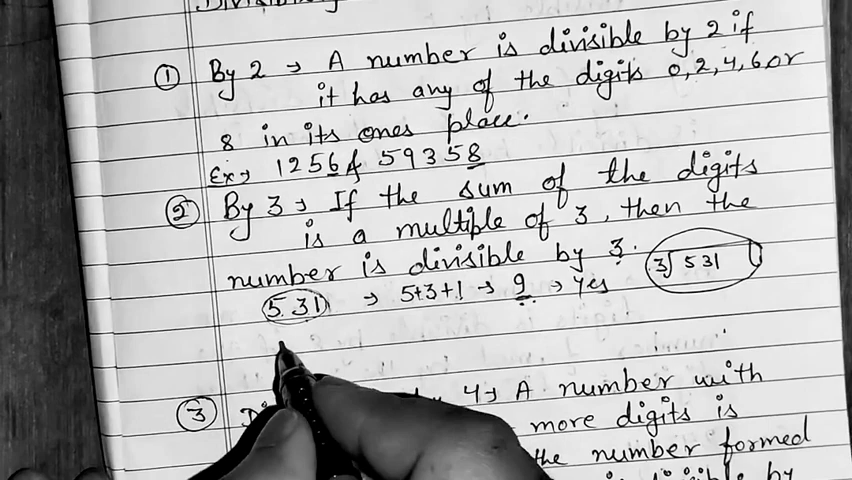 ① By 2 → A number is divisible by 2 if
it has any of the digits 0, 2, 4, 6 or
8 in its ones place.
Ex→ 1256 & 59358
② By 3 → If the sum of the digits
is a multiple of 3, then the
number is divisible by 3.
531 → 5+3+1 → 9 → Yes 3)531
③ 4 → A number with
more digits is
the number formed
by